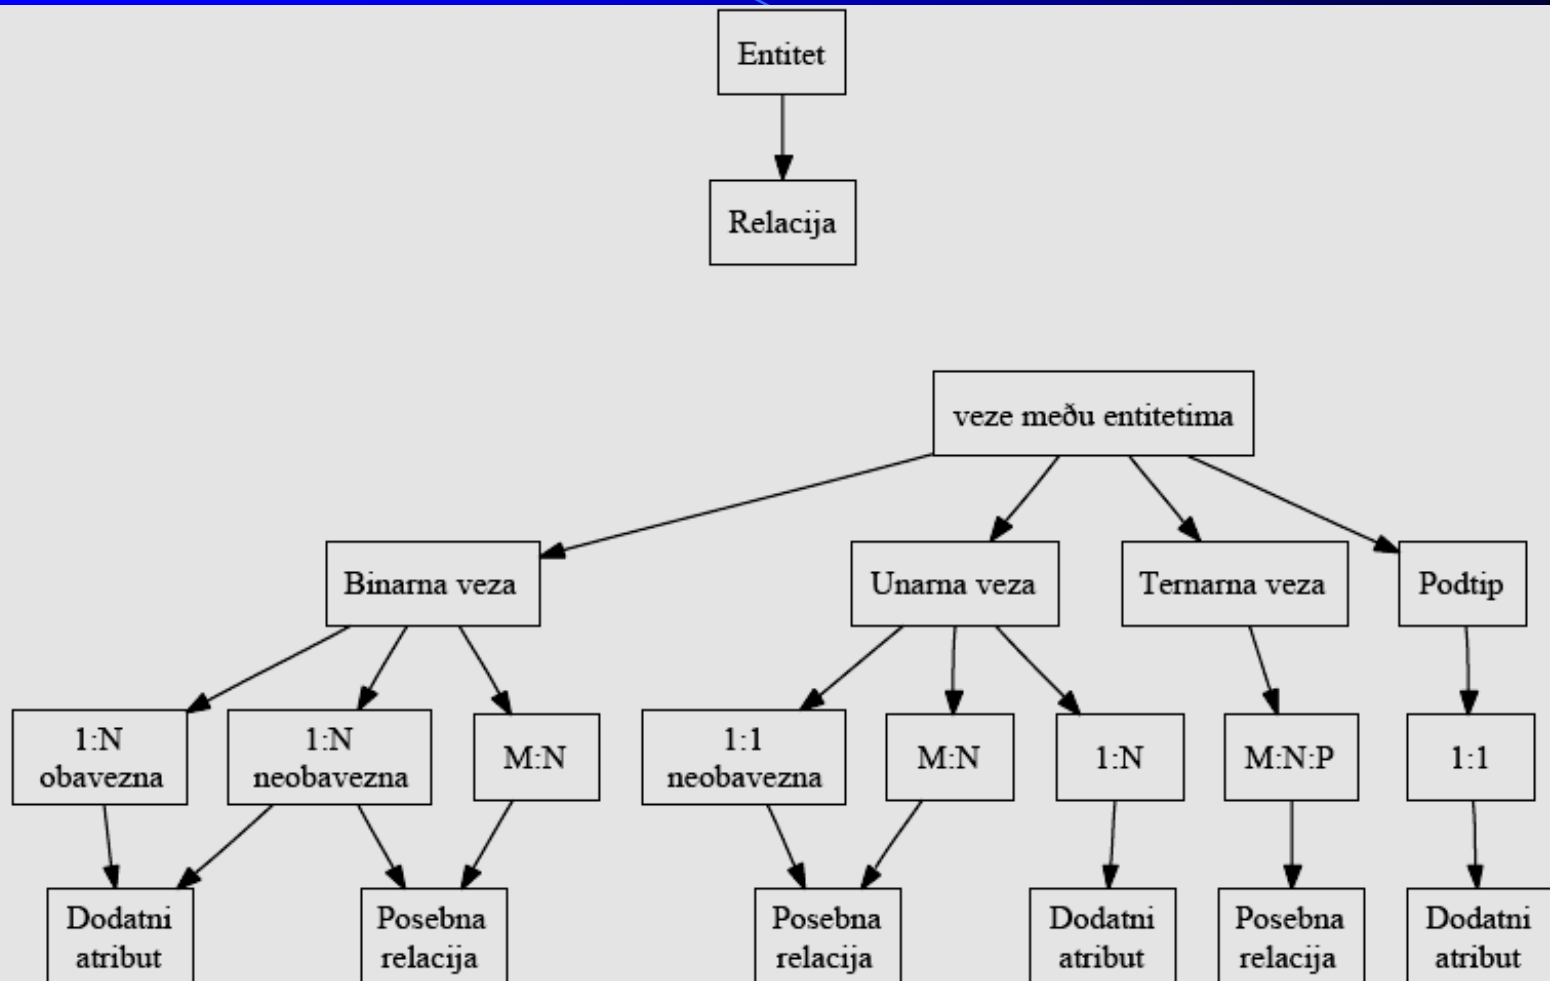 Entitet
Relacija
veze meðu entitetima
Binarna veza
Unarna veza
Ternarna veza
Podtip
1:N
obavezna
1:N
neobavezna
M:N
1:1
neobavezna
M:N
1:N
M:N:P
1:1
Dodatni
atribut
Posebna
relacija
Posebna
relacija
Dodatni
atribut
Posebna
relacija
Dodatni
atribut